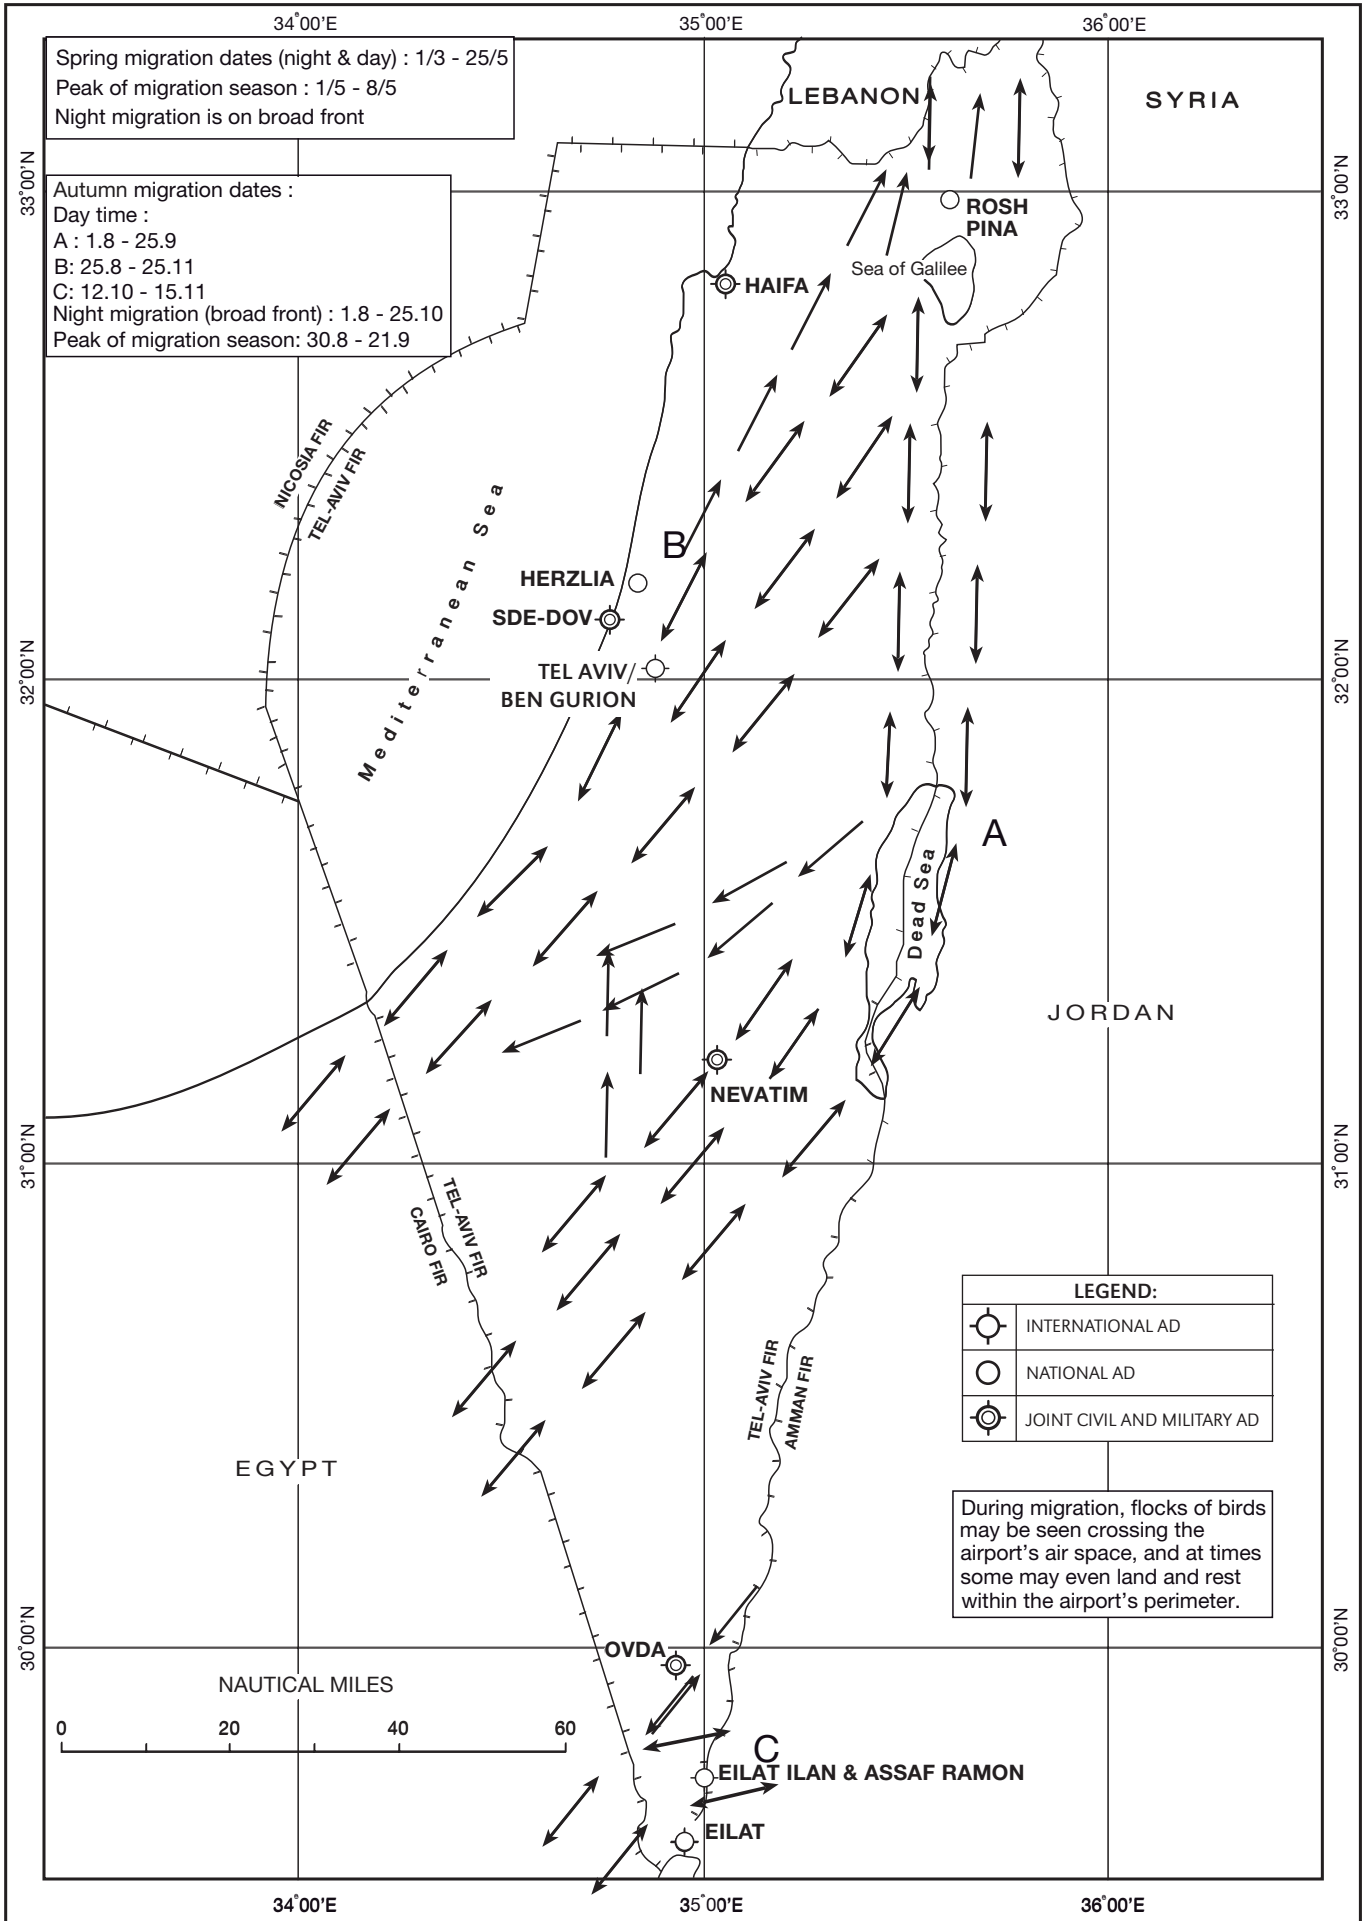 34°00'E
35°00'E
36°00'E
Spring migration dates (night & day) : 1/3 - 25/5
Peak of migration season : 1/5 - 8/5
Night migration is on broad front
LEBANON
SYRIA
33°00'N
33°00'N
Autumn migration dates :
Day time :
A : 1.8 - 25.9
B: 25.8 - 25.11
C: 12.10 - 15.11
Night migration (broad front) : 1.8 - 25.10
Peak of migration season: 30.8 - 21.9
ROSH
PINA
Sea of Galilee
HAIFA
NICOSIA FIR
TEL-AVIV FIR
Mediterranean Sea
B
HERZLIA
SDE-DOV
TEL AVIV/
BEN GURION
32°00'N
32°00'N
A
Dead Sea
JORDAN
NEVATIM
31°00'N
31°00'N
TEL-AVIV FIR
CAIRO FIR
LEGEND:
INTERNATIONAL AD
NATIONAL AD
JOINT CIVIL AND MILITARY AD
TEL-AVIV FIR
AMMAN FIR
EGYPT
During migration, flocks of birds
may be seen crossing the
airport's air space, and at times
some may even land and rest
within the airport's perimeter.
30°00'N
30°00'N
OVDA
NAUTICAL MILES
0 20 40 60
C
EILAT ILAN & ASSAF RAMON
EILAT
34°00'E
35°00'E
36°00'E